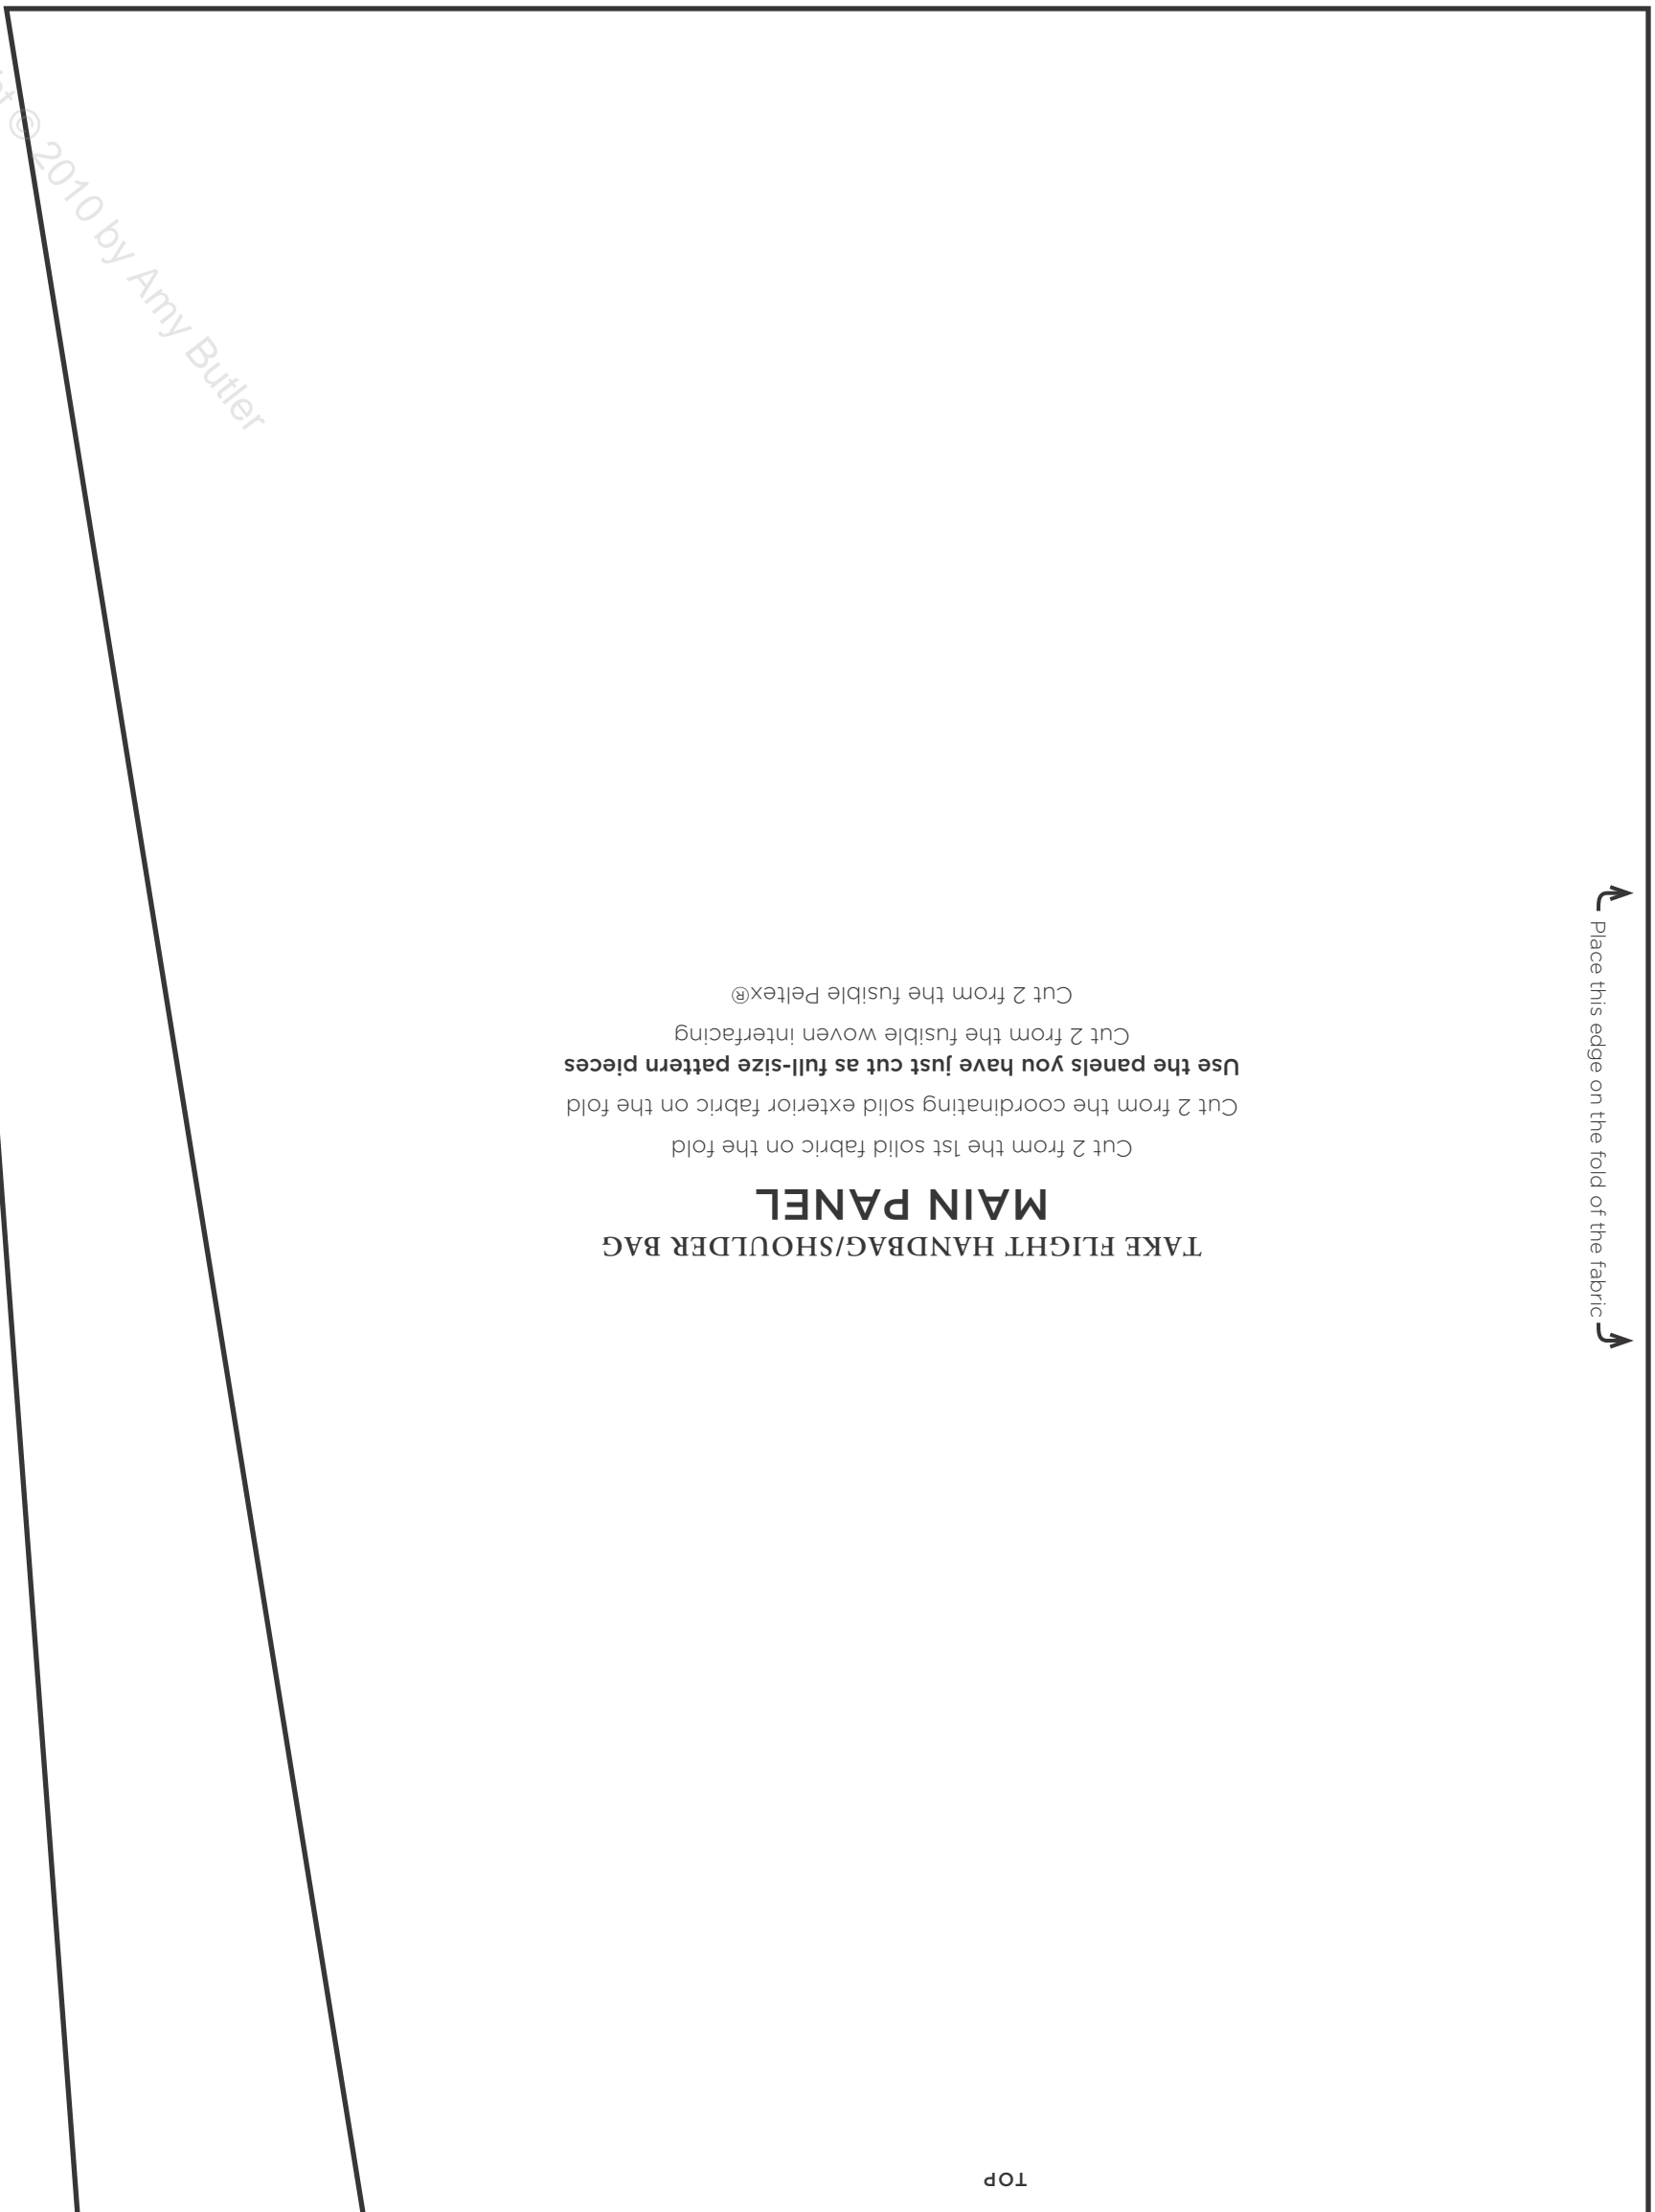 TOP
TAKE FLIGHT HANDBAG/SHOULDER BAG
MAIN PANEL
Cut 2 from the 1st solid fabric on the fold
Cut 2 from the coordinating solid exterior fabric on the fold
Use the panels you have just cut as full-size pattern pieces
Cut 2 from the fusible woven interfacing
Cut 2 from the fusible Peltex®
Place this edge on the fold of the fabric
© 2010 by Amy Butler